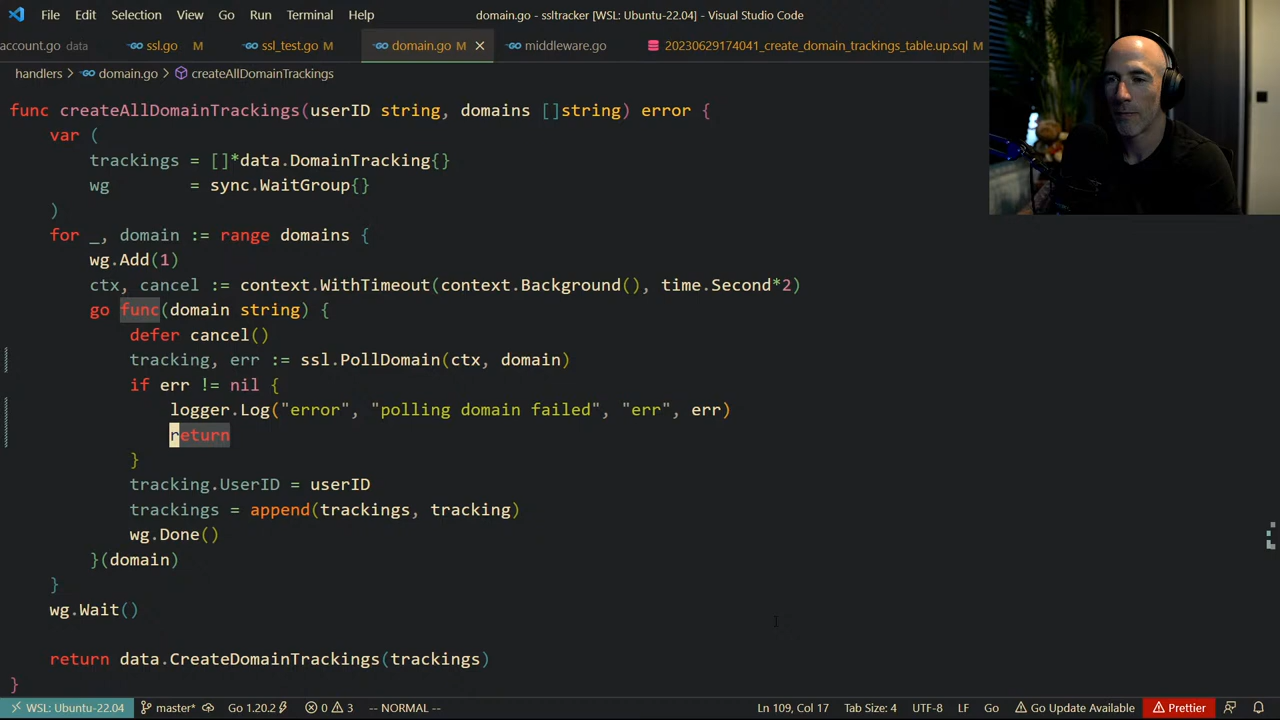 File Edit Selection View Go Run Terminal Help domain.go - ssltracker [WSL: Ubuntu-22.04] - Visual Studio Code
account.go data ssl.go M ssl_test.go M domain.go M middleware.go 20230629174041_create_domain_trackings_table.up.sql M
handlers > domain.go > createAllDomainTrackings
func createAllDomainTrackings(userID string, domains []string) error {
var (
trackings = []*data.DomainTracking{}
wg = sync.WaitGroup{}
)
for _, domain := range domains {
wg.Add(1)
ctx, cancel := context.WithTimeout(context.Background(), time.Second*2)
go func(domain string) {
defer cancel()
tracking, err := ssl.PollDomain(ctx, domain)
if err != nil {
logger.Log("error", "polling domain failed", "err", err)
return
}
tracking.UserID = userID
trackings = append(trackings, tracking)
wg.Done()
}(domain)
}
wg.Wait()
return data.CreateDomainTrackings(trackings)
}
WSL: Ubuntu-22.04 master* Go 1.20.2 0 3 -- NORMAL -- Ln 109, Col 17 Tab Size: 4 UTF-8 LF Go Go Update Available Prettier